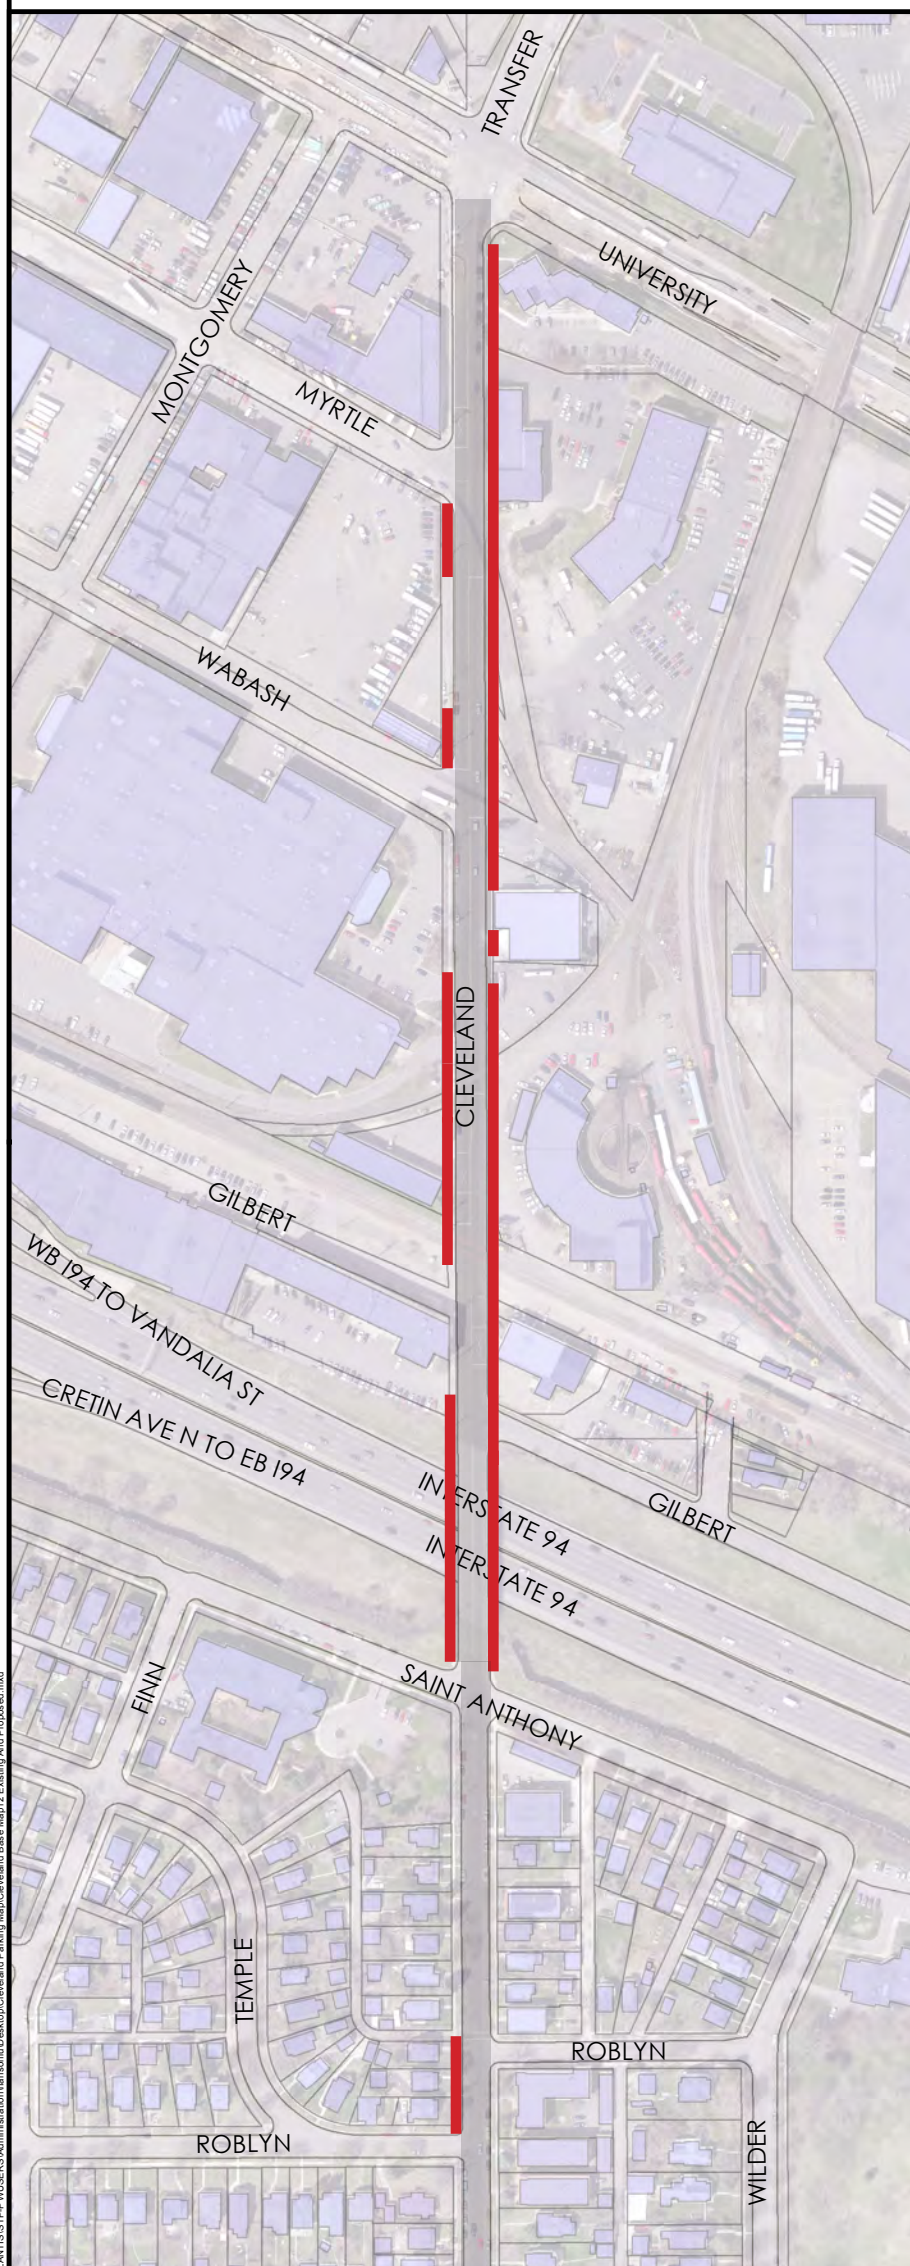 TRANSFER
UNIVERSITY
MONTGOMERY
MYRTLE
WABASH
CLEVELAND
GILBERT
WB I94 TO VANDALIA ST
CRETIN AVE N TO EB I94
INTERSTATE 94
GILBERT
INTERSTATE 94
FINN
SAINT ANTHONY
TEMPLE
ROBLYN
ROBLYN
WILDER